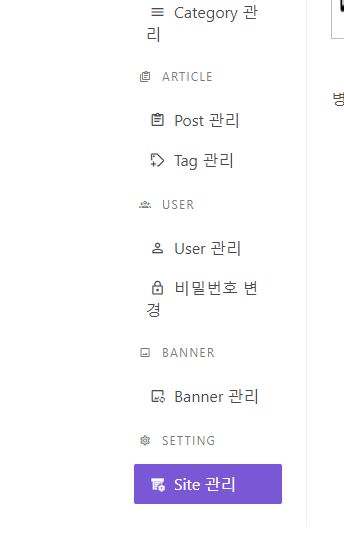 Category 관
리
ARTICLE
Post 관리
Tag 관리
USER
User 관리
비밀번호 변
경
BANNER
Banner 관리
SETTING
Site 관리